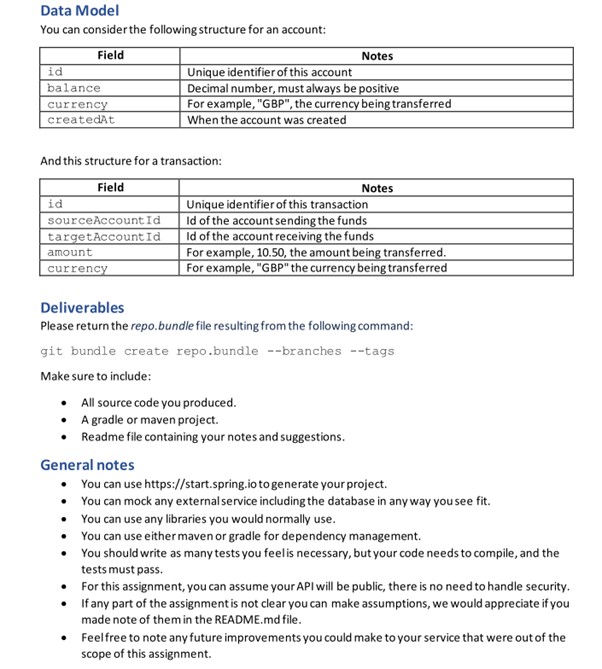 Data Model
You can consider the following structure for an account:
Field Notes
id Unique identifier of this account
balance Decimal number, must always be positive
currency For example, "GBP", the currency being transferred
createdAt When the account was created
And this structure for a transaction:
Field Notes
id Unique identifier of this transaction
sourceAccountId Id of the account sending the funds
targetAccountId Id of the account receiving the funds
amount For example, 10.50, the amount being transferred.
currency For example, "GBP" the currency being transferred
Deliverables
Please return the repo.bundle file resulting from the following command:
git bundle create repo.bundle --branches --tags
Make sure to include:
• All source code you produced.
• A gradle or maven project.
• Readme file containing your notes and suggestions.
General notes
• You can use https://start.spring.io to generate your project.
• You can mock any external service including the database in any way you see fit.
• You can use any libraries you would normally use.
• You can use either maven or gradle for dependency management.
• You should write as many tests you feel is necessary, but your code needs to compile, and the
tests must pass.
• For this assignment, you can assume your API will be public, there is no need to handle security.
• If any part of the assignment is not clear you can make assumptions, we would appreciate if you
made note of them in the README.md file.
• Feel free to note any future improvements you could make to your service that were out of the
scope of this assignment.